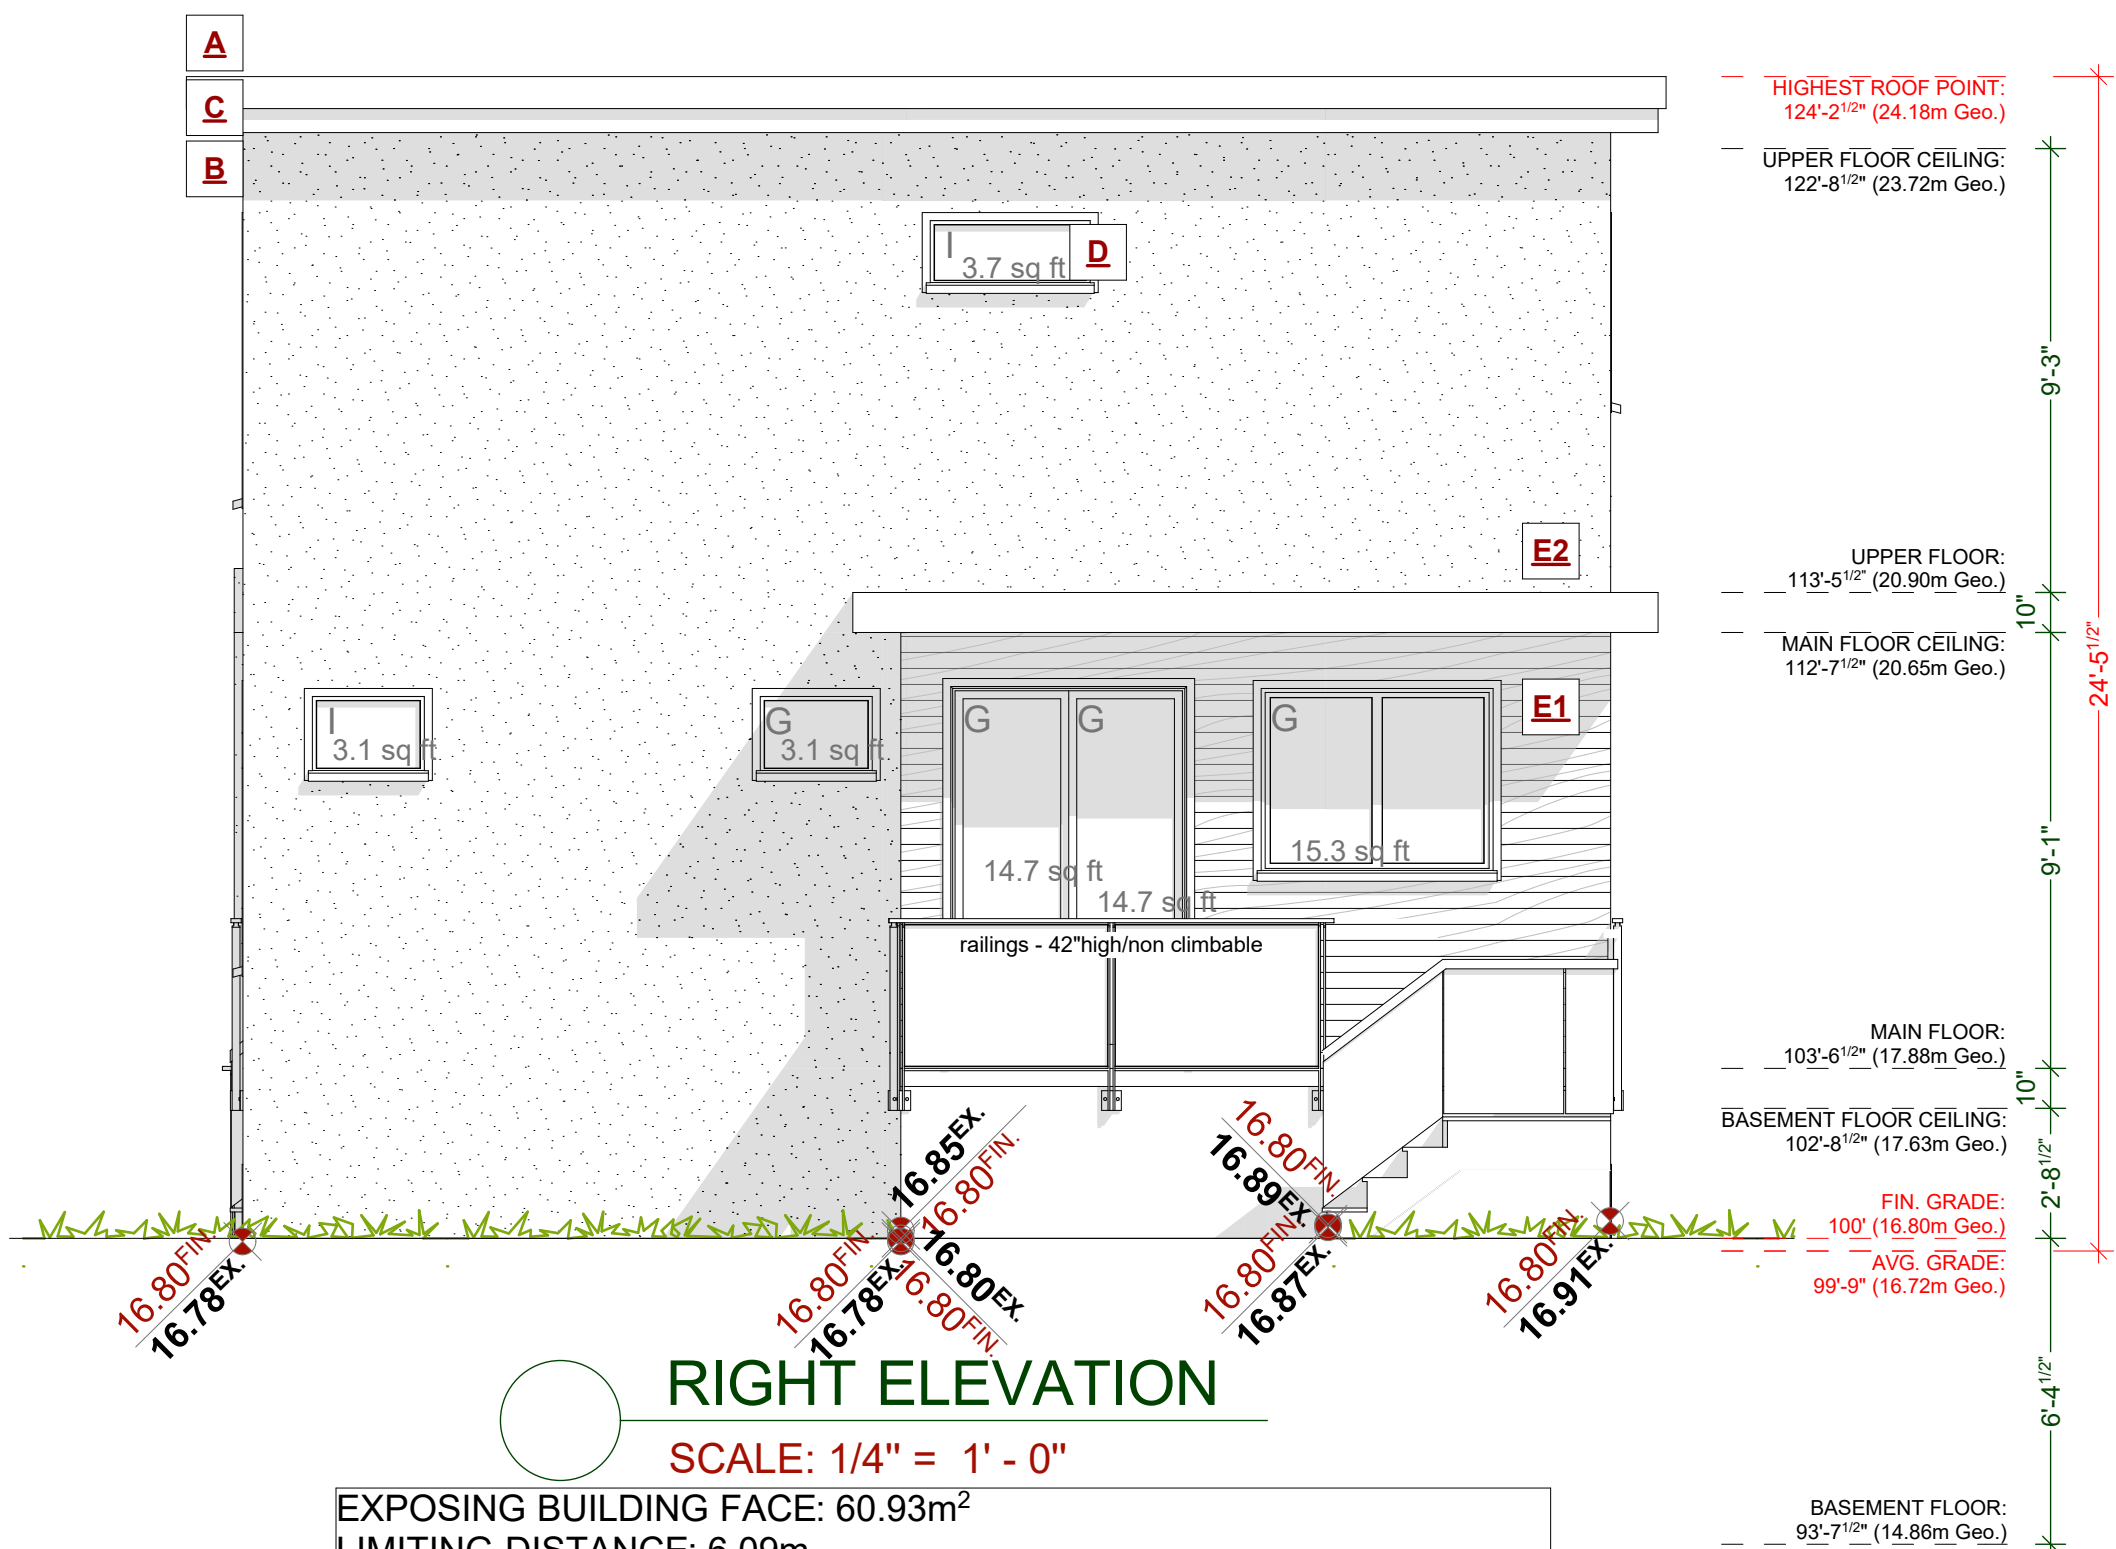 A
C
B
HIGHEST ROOF POINT:
124'-2 1/2" (24.18m Geo.)
UPPER FLOOR CEILING:
122'-8 1/2" (23.72m Geo.)
I
3.7 sq ft
D
9'-3"
E2
UPPER FLOOR:
113'-5 1/2" (20.90m Geo.)
10"
MAIN FLOOR CEILING:
112'-7 1/2" (20.65m Geo.)
24'-5 1/2"
I
3.1 sq ft
G
3.1 sq ft
G
G
G
E1
14.7 sq ft
14.7 sq ft
15.3 sq ft
9'-1"
railings - 42"high/non climbable
MAIN FLOOR:
103'-6 1/2" (17.88m Geo.)
10"
BASEMENT FLOOR CEILING:
102'-8 1/2" (17.63m Geo.)
2'-8 1/2"
16.85EX.
16.80FIN.
16.80FIN.
16.89EX.
FIN. GRADE:
100' (16.80m Geo.)
AVG. GRADE:
99'-9" (16.72m Geo.)
16.80FIN.
16.78EX.
16.80FIN.
16.78EX.
16.80EX.
16.80FIN.
16.80FIN.
16.87EX.
16.80FIN.
16.91EX.
6'-4 1/2"
RIGHT ELEVATION
SCALE: 1/4" = 1' - 0"
EXPOSING BUILDING FACE: 60.93m²
LIMITING DISTANCE: 6.09m
BASEMENT FLOOR:
93'-7 1/2" (14.86m Geo.)